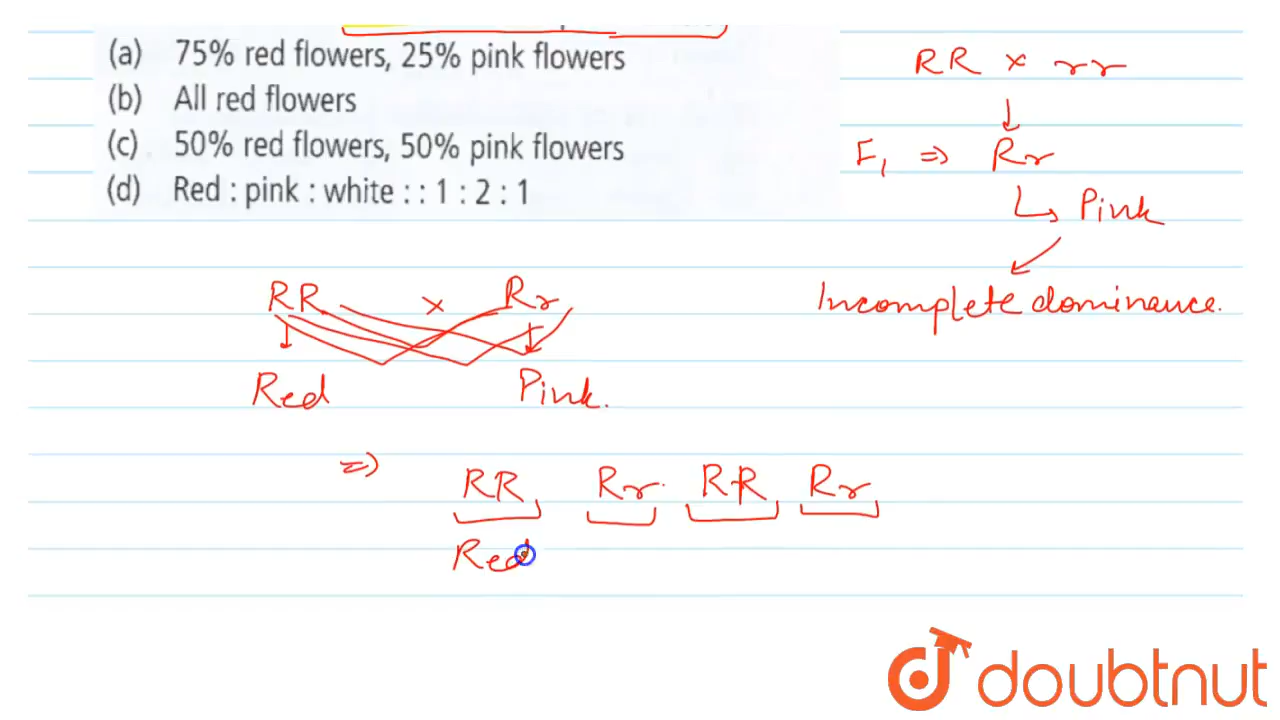 (a) 75% red flowers, 25% pink flowers
(b) All red flowers
(c) 50% red flowers, 50% pink flowers
(d) Red : pink : white : : 1 : 2 : 1
RR × rr
↓
F₁ ⇒ Rr
↳ Pink
Incomplete dominance.
RR × Rr
Red Pink.
⇒ RR Rr RR Rr
Red
doubtnut